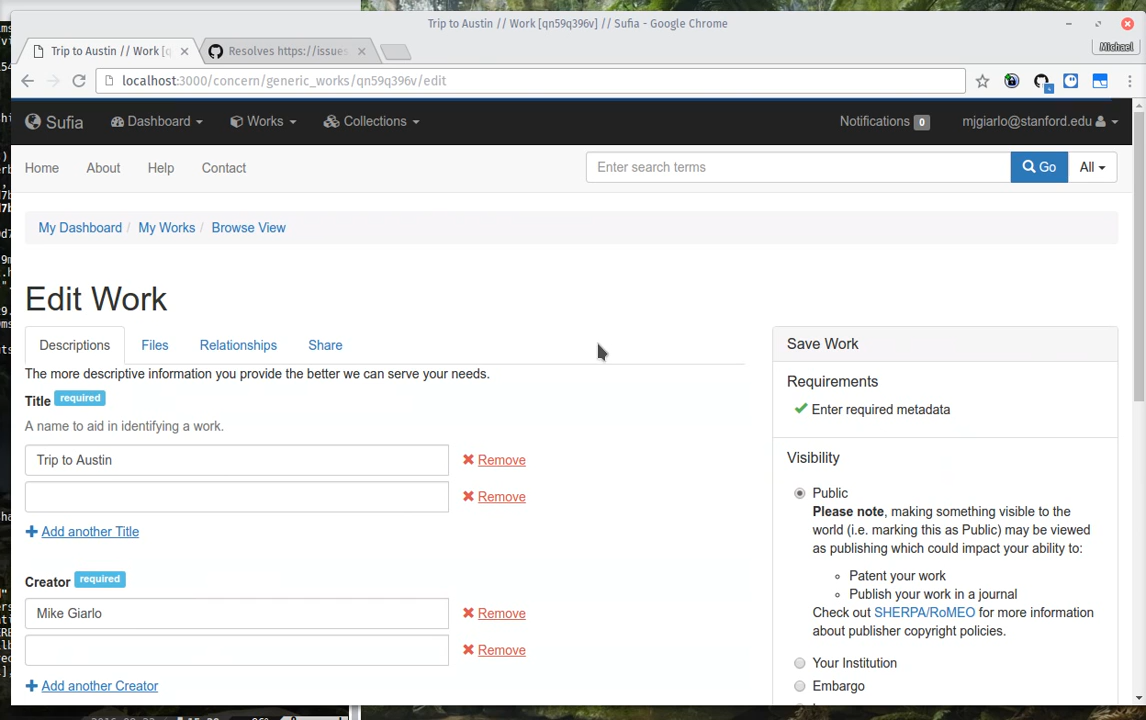 Trip to Austin // Work [qn59q396v] // Sufia - Google Chrome
Trip to Austin // Work [q
Resolves https://issues
Michael
localhost:3000/concern/generic_works/qn59q396v/edit
Sufia
Dashboard
Works
Collections
Notifications 0
mjgiarlo@stanford.edu
Home
About
Help
Contact
Enter search terms
Go
All
My Dashboard / My Works / Browse View
Edit Work
Descriptions
Files
Relationships
Share
The more descriptive information you provide the better we can serve your needs.
Title required
A name to aid in identifying a work.
Trip to Austin
Remove
Remove
Add another Title
Creator required
Mike Giarlo
Remove
Remove
Add another Creator
Save Work
Requirements
Enter required metadata
Visibility
Public
Please note, making something visible to the
world (i.e. marking this as Public) may be viewed
as publishing which could impact your ability to:
Patent your work
Publish your work in a journal
Check out SHERPA/RoMEO for more information
about publisher copyright policies.
Your Institution
Embargo